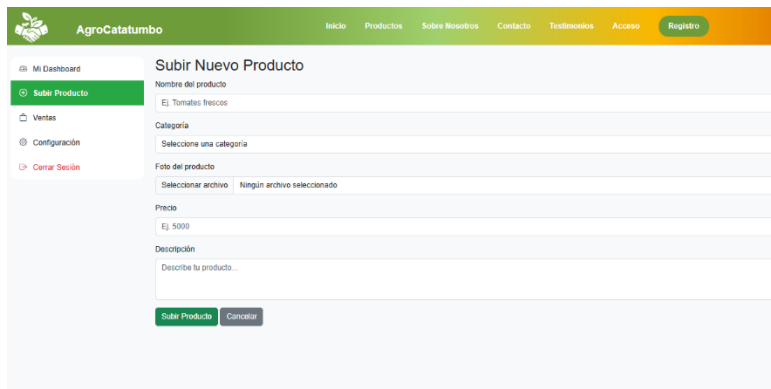 AgroCatatumbo
Inicio Productos Sobre Nosotros Contacto Testimonios Acceso Registro
Mi Dashboard
Subir Producto
Ventas
Configuración
Cerrar Sesión
Subir Nuevo Producto
Nombre del producto
Ej. Tomates frescos
Categoría
Seleccione una categoría
Foto del producto
Seleccionar archivo Ningún archivo seleccionado
Precio
Ej. 5000
Descripción
Describe tu producto...
Subir Producto Cancelar